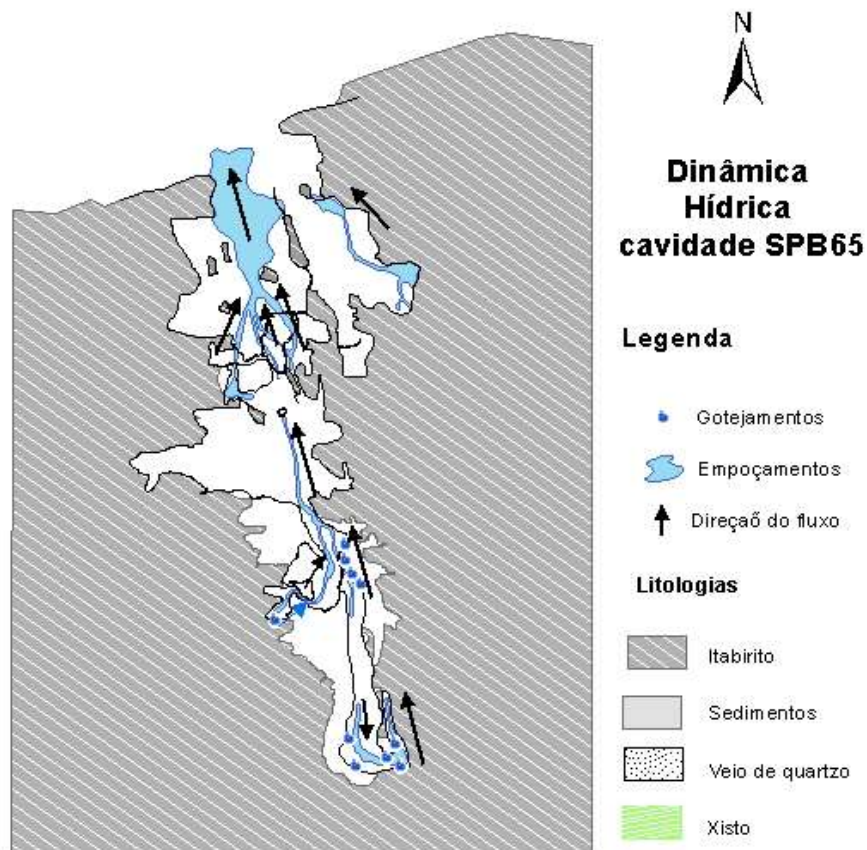 N
Dinâmica
Hídrica
cavidade SPB65
Legenda
Gotejamentos
Empoçamentos
Direçaõ do fluxo
Litologias
Itabirito
Sedimentos
Veio de quartzo
Xisto